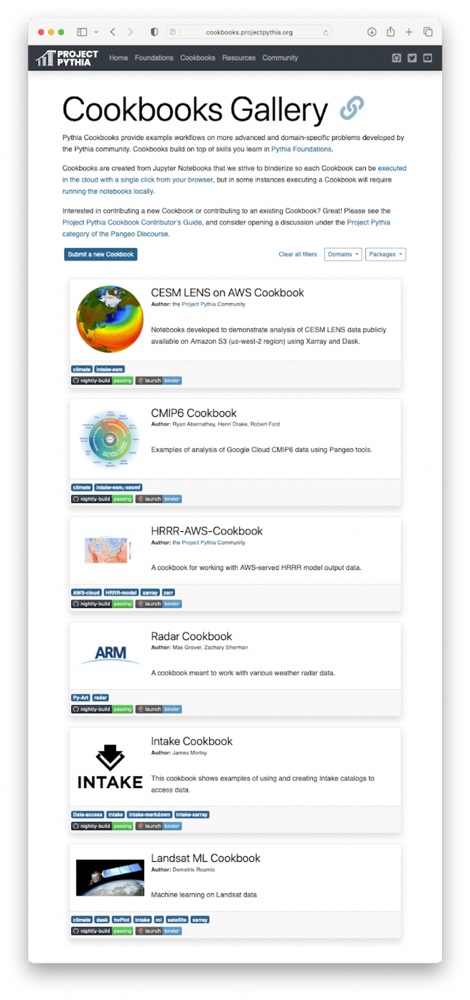 cookbooks.projectpythia.org
PROJECT
PYTHIA
Home Foundations Cookbooks Resources Community
Cookbooks Gallery
Pythia Cookbooks provide example workflows on more advanced and domain-specific problems developed by
the Pythia community. Cookbooks build on top of skills you learn in Pythia Foundations.
Cookbooks are created from Jupyter Notebooks that we strive to binderize so each Cookbook can be executed
in the cloud with a single click from your browser, but in some instances executing a Cookbook will require
running the notebooks locally.
Interested in contributing a new Cookbook or contributing to an existing Cookbook? Great! Please see the
Project Pythia Cookbook Contributor's Guide, and consider opening a discussion under the Project Pythia
category of the Pangeo Discourse.
Submit a new Cookbook Clear all filters Domains Packages
CESM LENS on AWS Cookbook
Author: the Project Pythia Community
Notebooks developed to demonstrate analysis of CESM LENS data publicly
available on Amazon S3 (us-west-2 region) using Xarray and Dask.
climate intake-esm
nightly-build passing launch binder
CMIP6 Cookbook
Author: Ryan Abernathey, Henri Drake, Robert Ford
Examples of analysis of Google Cloud CMIP6 data using Pangeo tools.
climate intake-esm,-xesmf
nightly-build passing launch binder
HRRR-AWS-Cookbook
Author: the Project Pythia Community
A cookbook for working with AWS-served HRRR model output data.
AWS-cloud HRRR-model xarray zarr
nightly-build passing launch binder
ARM
Radar Cookbook
Author: Max Grover, Zachary Sherman
A cookbook meant to work with various weather radar data.
Py-Art radar
nightly-build passing launch binder
INTAKE
Intake Cookbook
Author: James Morley
This cookbook shows examples of using and creating Intake catalogs to
access data.
Data-access intake intake-markdown intake-xarray
nightly-build passing launch binder
Landsat ML Cookbook
Author: Demetris Roumis
Machine learning on Landsat data
climate dask hvPlot intake ml satellite xarray
nightly-build passing launch binder